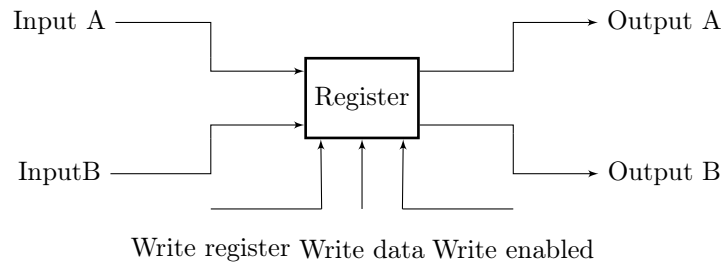 Input A
Output A
Register
InputB
Output B
Write register Write data Write enabled